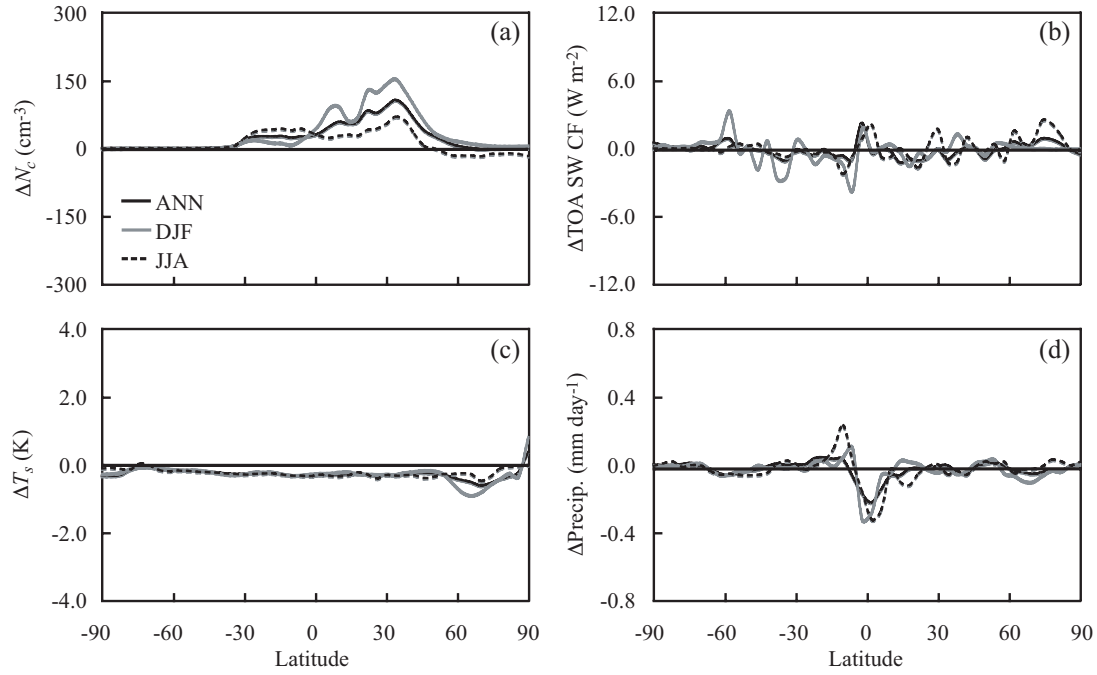 300
150
0
-150
-300
ΔN_c (cm⁻³)
(a)
ANN
DJF
JJA
12.0
6.0
0.0
-6.0
-12.0
ΔTOA SW CF (W m⁻²)
(b)
4.0
2.0
0.0
-2.0
-4.0
ΔT_s (K)
(c)
-90 -60 -30 0 30 60 90
Latitude
0.8
0.4
0.0
-0.4
-0.8
ΔPrecip. (mm day⁻¹)
(d)
-90 -60 -30 0 30 60 90
Latitude